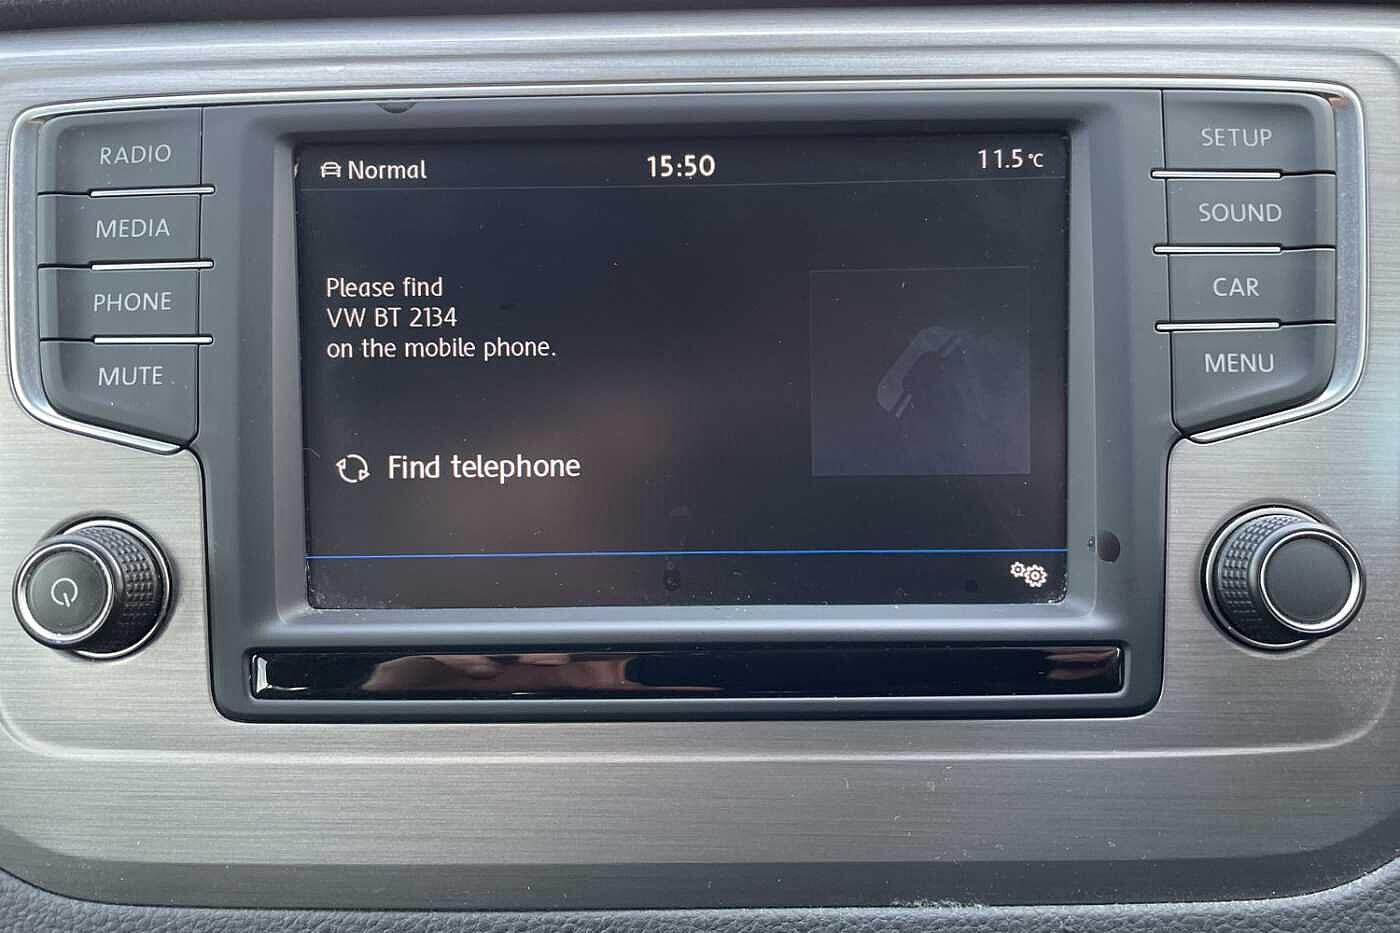 RADIO
MEDIA
PHONE
MUTE
Normal
15:50
11.5°C
Please find
VW BT 2134
on the mobile phone.
Find telephone
SETUP
SOUND
CAR
MENU